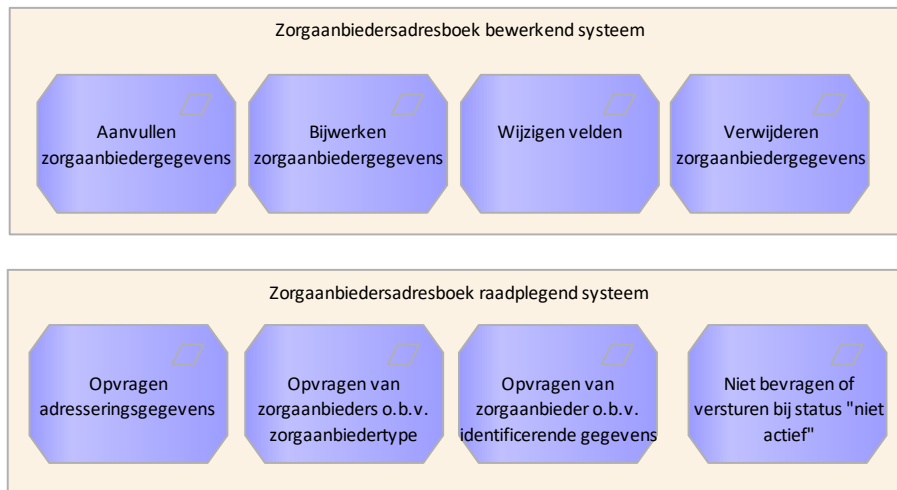 Zorgaanbiedersadresboek bewerkend systeem
Aanvullen
zorgaanbiedergegevens
Bijwerken
zorgaanbiedergegevens
Wijzigen velden
Verwijderen
zorgaanbiedergegevens
Zorgaanbiedersadresboek raadplegend systeem
Opvragen
adresseringsgegevens
Opvragen van
zorgaanbieders o.b.v.
zorgaanbiedertype
Opvragen van
zorgaanbieder o.b.v.
identificerende gegevens
Niet bevragen of
versturen bij status "niet
actief"